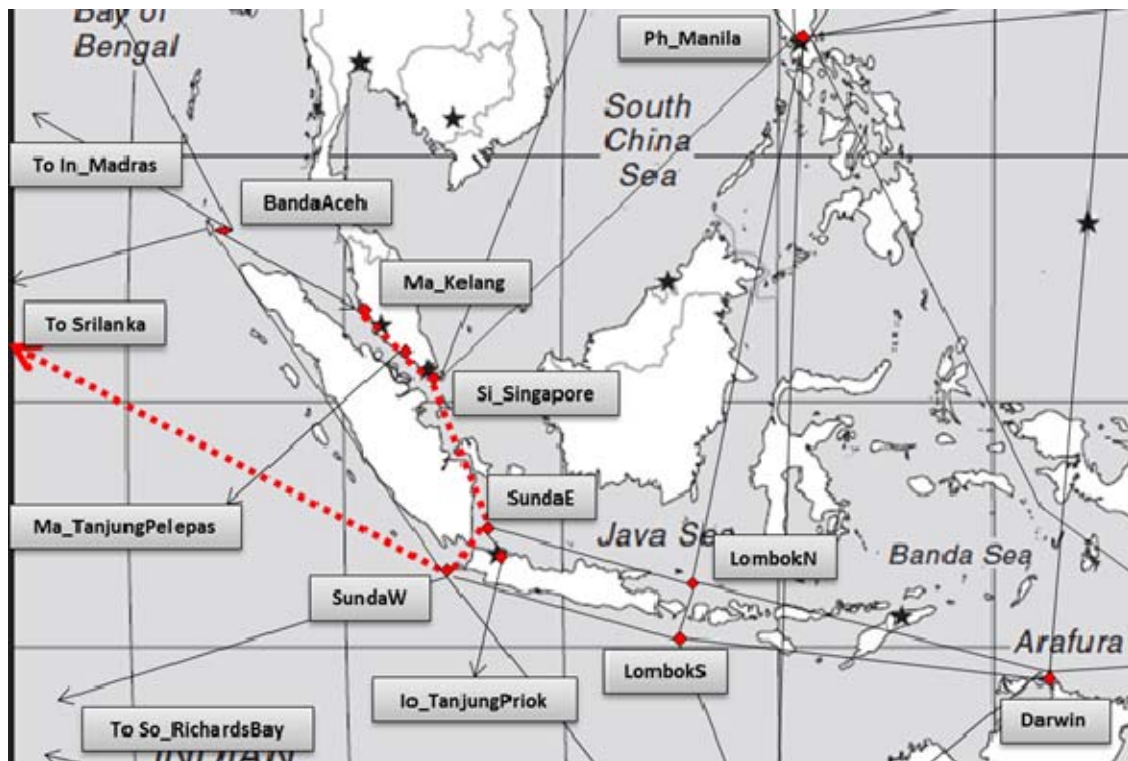 Bay of
Bengal
Ph_Manila
South
China
Sea
To In_Madras
BandaAceh
Ma_Kelang
To Srilanka
Si_Singapore
SundaE
Ma_TanjungPelepas
Java Sea
LombokN
Banda Sea
SundaW
Arafura
LombokS
Io_TanjungPriok
Darwin
To So_RichardsBay
INDIAN